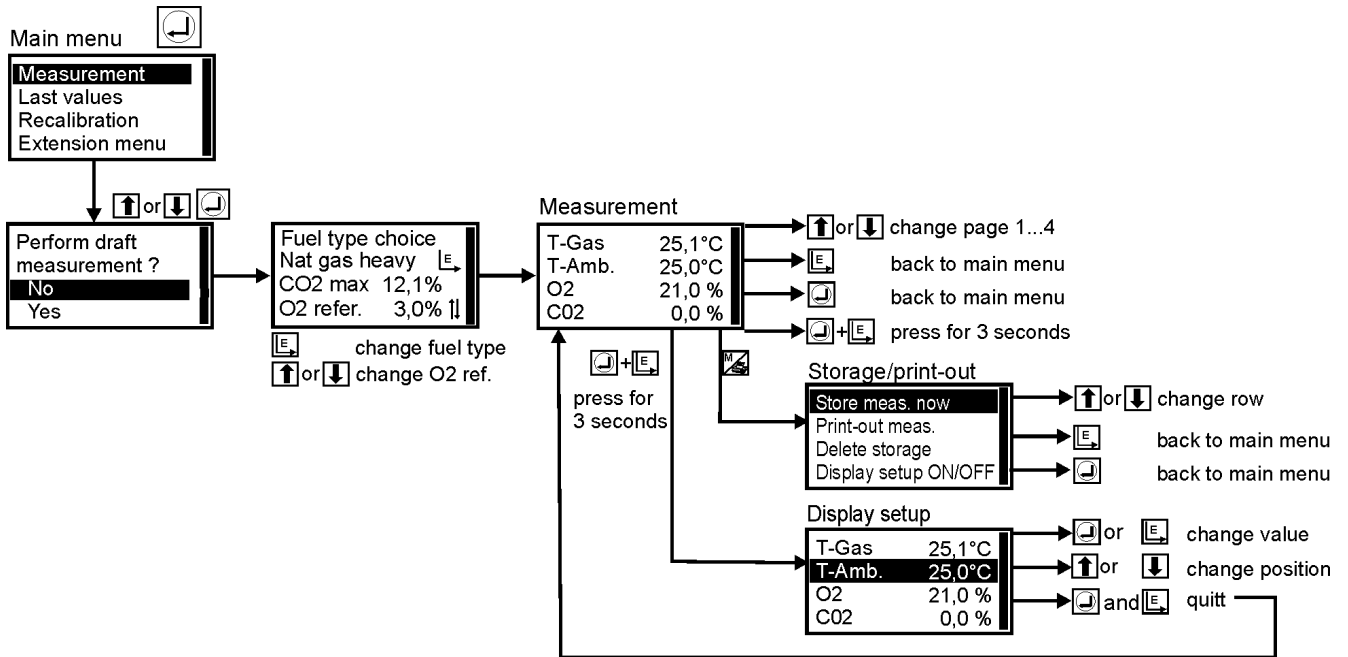 Main menu
Measurement
Last values
Recalibration
Extension menu
or
Perform draft
measurement ?
No
Yes
Fuel type choice
Nat gas heavy E
CO2 max 12,1%
O2 refer. 3,0%
E change fuel type
or change O2 ref.
Measurement
T-Gas 25,1°C
T-Amb. 25,0°C
O2 21,0 %
C02 0,0 %
or change page 1...4
E back to main menu
back to main menu
+ E press for 3 seconds
+ E
press for
3 seconds
M
Storage/print-out
Store meas. now
Print-out meas.
Delete storage
Display setup ON/OFF
or change row
E back to main menu
back to main menu
Display setup
T-Gas 25,1°C
T-Amb. 25,0°C
O2 21,0 %
C02 0,0 %
or E change value
or change position
and E quitt